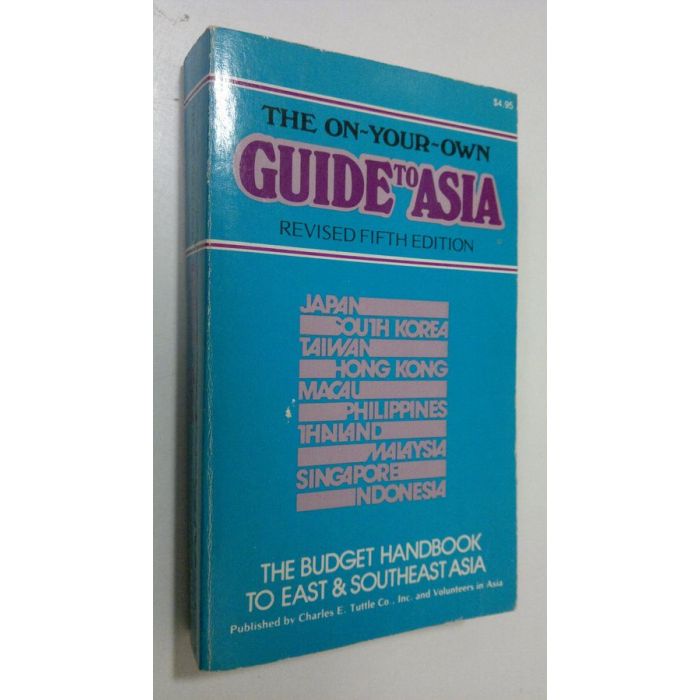 $4.95
THE ON-YOUR-OWN
GUIDE TO ASIA
REVISED FIFTH EDITION
JAPAN
SOUTH KOREA
TAIWAN
HONG KONG
MACAU
PHILIPPINES
THAILAND
MALAYSIA
SINGAPORE
INDONESIA
THE BUDGET HANDBOOK
TO EAST & SOUTHEAST ASIA
Published by Charles E. Tuttle Co., Inc. and Volunteers in Asia